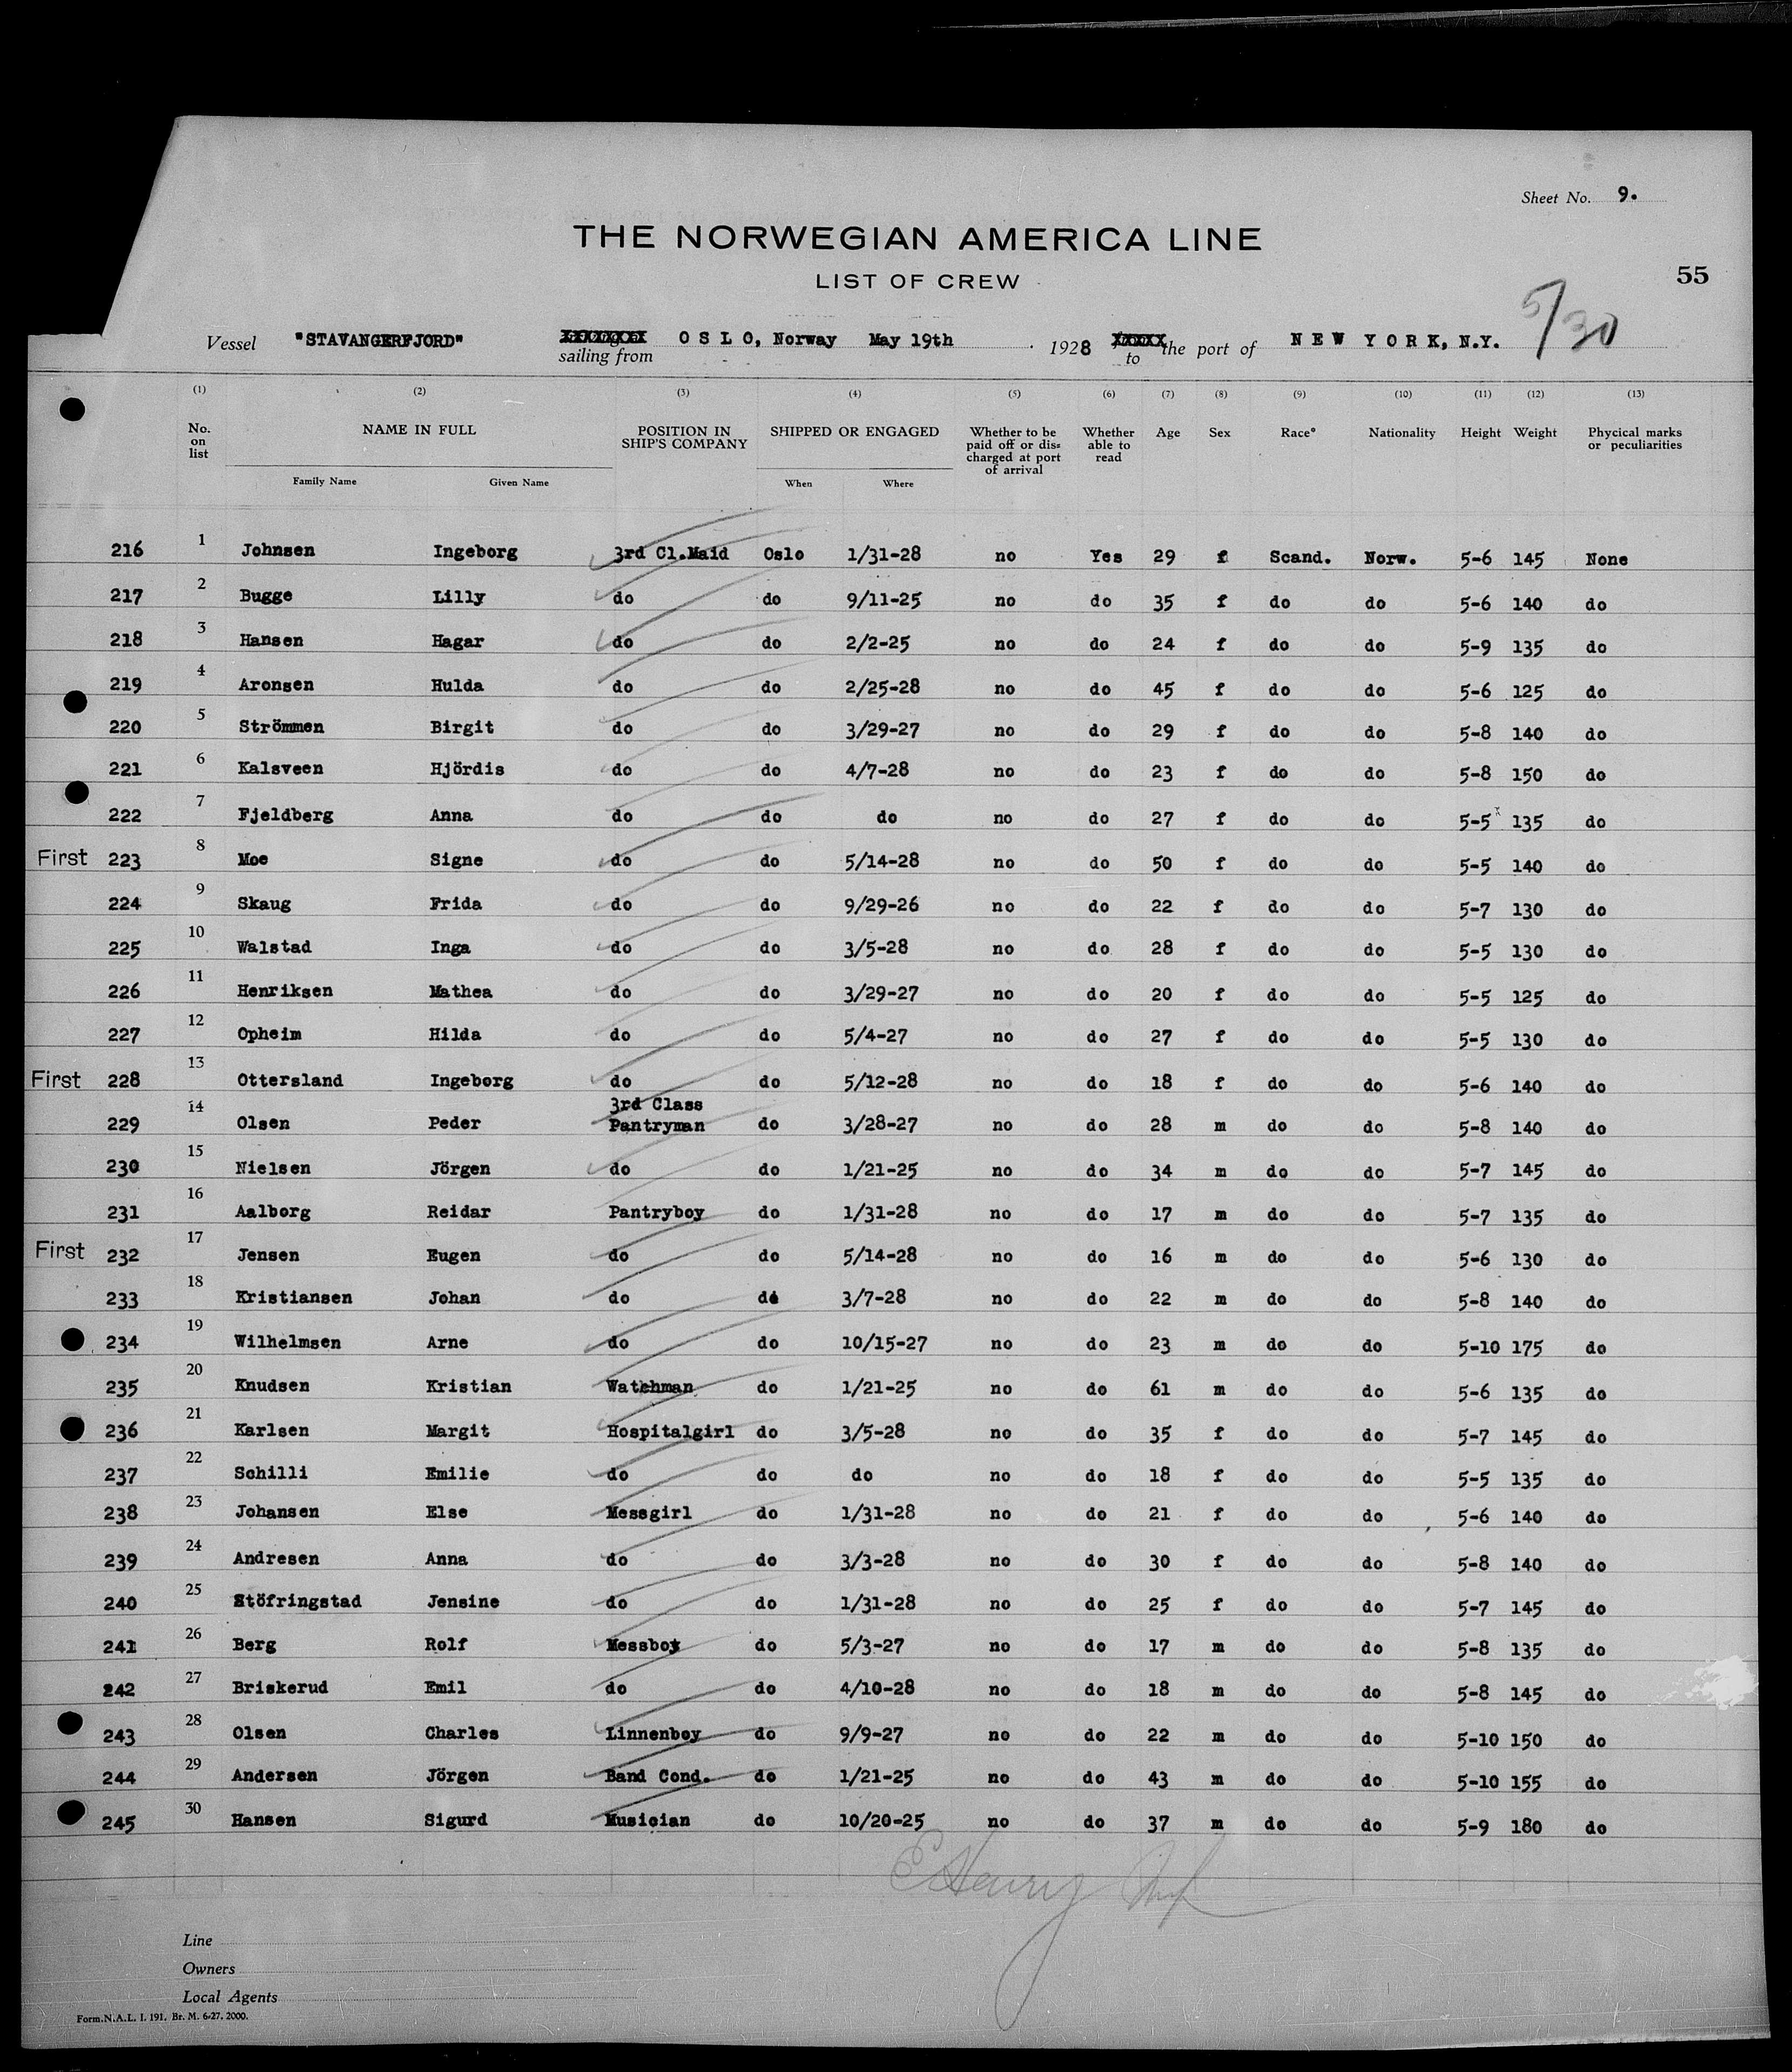 Sheet No. 9.
THE NORWEGIAN AMERICA LINE
LIST OF CREW
55
5/30
Vessel "STAVANGERFJORD" sailing from OSLO, Norway May 19th 1928 to the port of NEW YORK, N.Y.
(1) (2) (3) (4) (5) (6) (7) (8) (9) (10) (11) (12) (13)
No. on list NAME IN FULL POSITION IN SHIP'S COMPANY SHIPPED OR ENGAGED Whether to be paid off or dis=charged at port of arrival Whether able to read Age Sex Race* Nationality Height Weight Phycical marks or peculiarities
Family Name Given Name When Where
216 1 Johnsen Ingeborg 3rd Cl.Maid Oslo 1/31-28 no Yes 29 f Scand. Norw. 5-6 145 None
217 2 Bugge Lilly do do 9/11-25 no do 35 f do do 5-6 140 do
218 3 Hansen Hagar do do 2/2-25 no do 24 f do do 5-9 135 do
219 4 Aronsen Hulda do do 2/25-28 no do 45 f do do 5-6 125 do
220 5 Strömmen Birgit do do 3/29-27 no do 29 f do do 5-8 140 do
221 6 Kalsveen Hjördis do do 4/7-28 no do 23 f do do 5-8 150 do
222 7 Fjeldberg Anna do do do no do 27 f do do 5-5 135 do
First 223 8 Moe Signe do do 5/14-28 no do 50 f do do 5-5 140 do
224 9 Skaug Frida do do 9/29-26 no do 22 f do do 5-7 130 do
225 10 Walstad Inga do do 3/5-28 no do 28 f do do 5-5 130 do
226 11 Henriksen Mathea do do 3/29-27 no do 20 f do do 5-5 125 do
227 12 Opheim Hilda do do 5/4-27 no do 27 f do do 5-5 130 do
First 228 13 Ottersland Ingeborg do do 5/12-28 no do 18 f do do 5-6 140 do
229 14 Olsen Peder 3rd Class Pantryman do 3/28-27 no do 28 m do do 5-8 140 do
230 15 Nielsen Jörgen do do 1/21-25 no do 34 m do do 5-7 145 do
231 16 Aalborg Reidar Pantryboy do 1/31-28 no do 17 m do do 5-7 135 do
First 232 17 Jensen Eugen do do 5/14-28 no do 16 m do do 5-6 130 do
233 18 Kristiansen Johan do do 3/7-28 no do 22 m do do 5-8 140 do
234 19 Wilhelmsen Arne do do 10/15-27 no do 23 m do do 5-10 175 do
235 20 Knudsen Kristian Watchman do 1/21-25 no do 61 m do do 5-6 135 do
236 21 Karlsen Margit Hospitalgirl do 3/5-28 no do 35 f do do 5-7 145 do
237 22 Schilli Emilie do do do no do 18 f do do 5-5 135 do
238 23 Johansen Else Messgirl do 1/31-28 no do 21 f do do 5-6 140 do
239 24 Andresen Anna do do 3/3-28 no do 30 f do do 5-8 140 do
240 25 Stöfringstad Jensine do do 1/31-28 no do 25 f do do 5-7 145 do
241 26 Berg Rolf Messboy do 5/3-27 no do 17 m do do 5-8 135 do
242 27 Briskerud Emil do do 4/10-28 no do 18 m do do 5-8 145 do
243 28 Olsen Charles Linnenboy do 9/9-27 no do 22 m do do 5-10 150 do
244 29 Andersen Jörgen Band Cond. do 1/21-25 no do 43 m do do 5-10 155 do
245 30 Hansen Sigurd Musician do 10/20-25 no do 37 m do do 5-9 180 do
Line
Owners
Local Agents
Form.N.A.L. I. 191. Br. M. 6-27. 2000.